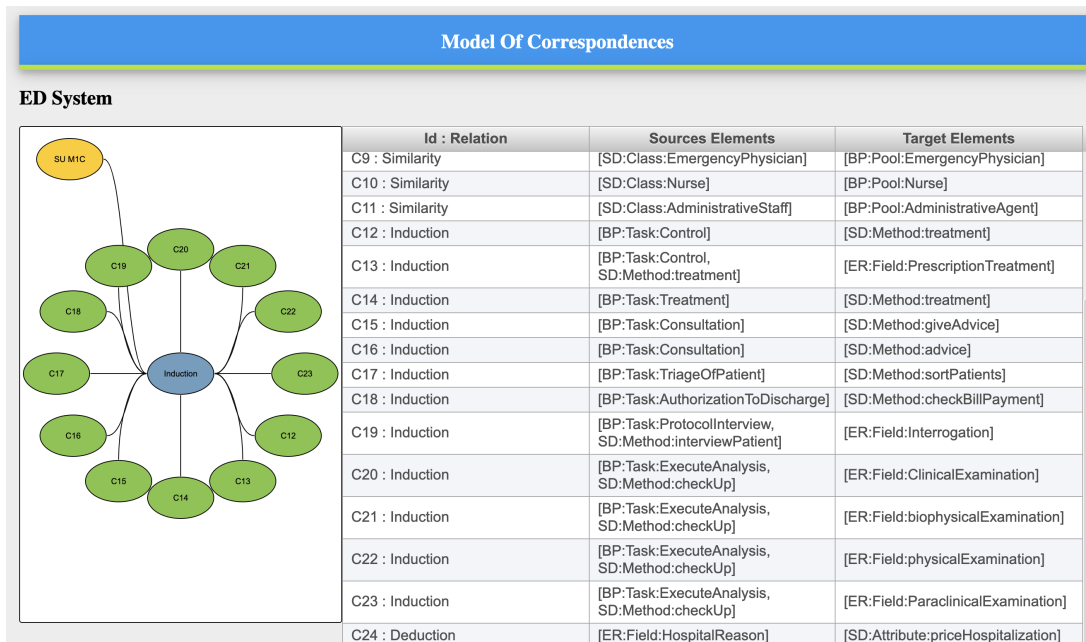 Model Of Correspondences
ED System
SU M1C
C20
C19
C21
C18
C22
C17
Induction
C23
C16
C12
C15
C13
C14
Id : Relation Sources Elements Target Elements
C9 : Similarity [SD:Class:EmergencyPhysician] [BP:Pool:EmergencyPhysician]
C10 : Similarity [SD:Class:Nurse] [BP:Pool:Nurse]
C11 : Similarity [SD:Class:AdministrativeStaff] [BP:Pool:AdministrativeAgent]
C12 : Induction [BP:Task:Control] [SD:Method:treatment]
C13 : Induction [BP:Task:Control,
SD:Method:treatment] [ER:Field:PrescriptionTreatment]
C14 : Induction [BP:Task:Treatment] [SD:Method:treatment]
C15 : Induction [BP:Task:Consultation] [SD:Method:giveAdvice]
C16 : Induction [BP:Task:Consultation] [SD:Method:advice]
C17 : Induction [BP:Task:TriageOfPatient] [SD:Method:sortPatients]
C18 : Induction [BP:Task:AuthorizationToDischarge] [SD:Method:checkBillPayment]
C19 : Induction [BP:Task:ProtocolInterview,
SD:Method:interviewPatient] [ER:Field:Interrogation]
C20 : Induction [BP:Task:ExecuteAnalysis,
SD:Method:checkUp] [ER:Field:ClinicalExamination]
C21 : Induction [BP:Task:ExecuteAnalysis,
SD:Method:checkUp] [ER:Field:biophysicalExamination]
C22 : Induction [BP:Task:ExecuteAnalysis,
SD:Method:checkUp] [ER:Field:physicalExamination]
C23 : Induction [BP:Task:ExecuteAnalysis,
SD:Method:checkUp] [ER:Field:ParaclinicalExamination]
C24 : Deduction [ER:Field:HospitalReason] [SD:Attribute:priceHospitalization]